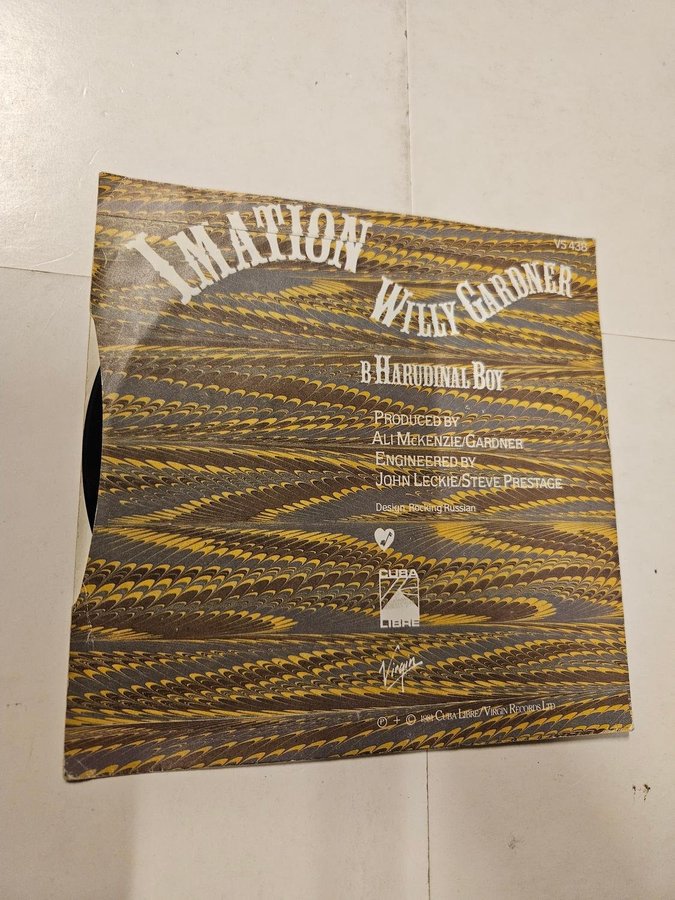 VS 438
IMATION
WILLY GARDNER
B HARUDINAL BOY
PRODUCED BY
ALI MCKENZIE/GARDNER
ENGINEERED BY
JOHN LECKIE/STEVE PRESTAGE
Design: Rocking Russian
CUBA
LIBRE
Virgin
Ⓟ + © 1981 CUBA LIBRE/VIRGIN RECORDS LTD